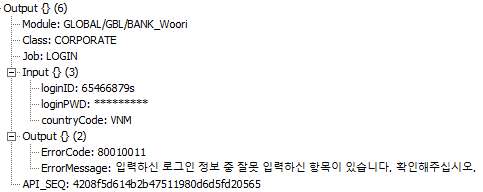 Output {} (6)
Module: GLOBAL/GBL/BANK_Woori
Class: CORPORATE
Job: LOGIN
Input {} (3)
loginID: 65466879s
loginPWD: *********
countryCode: VNM
Output {} (2)
ErrorCode: 80010011
ErrorMessage: 입력하신 로그인 정보 중 잘못 입력하신 항목이 있습니다. 확인해주십시오.
API_SEQ: 4208f5d614b2b47511980d6d5fd20565